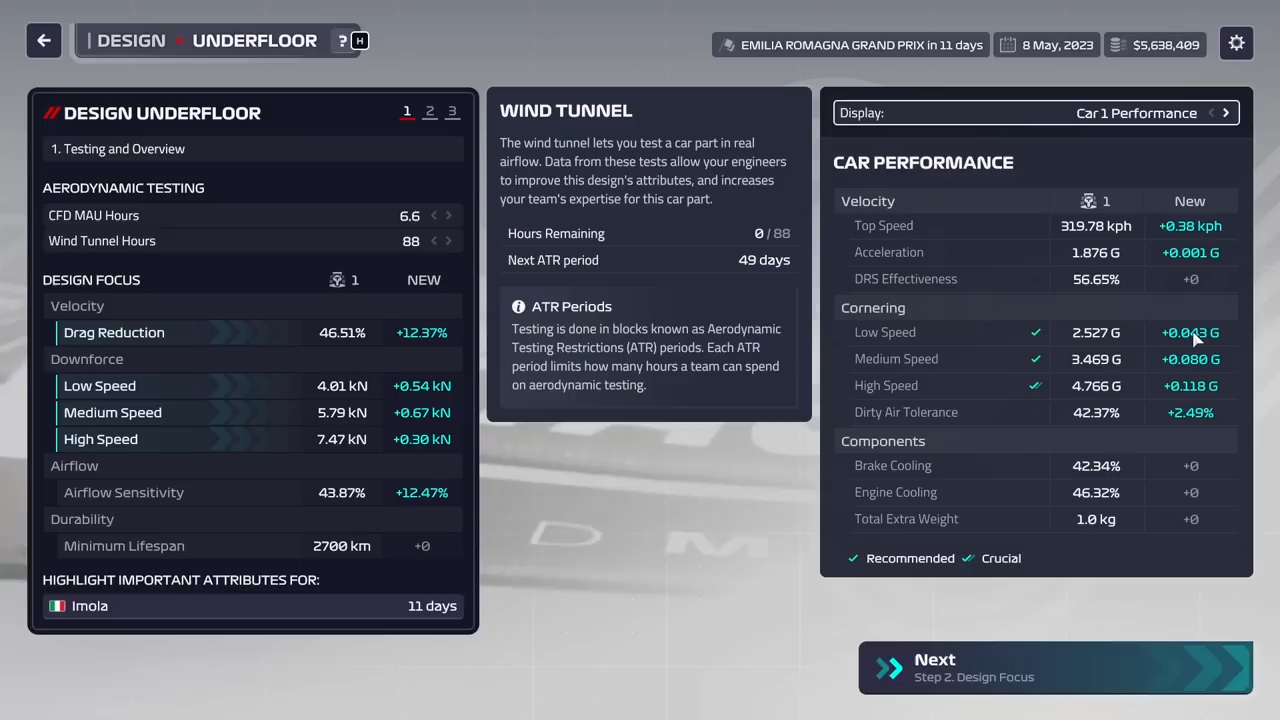 DESIGN UNDERFLOOR ? H
EMILIA ROMAGNA GRAND PRIX in 11 days
8 May, 2023
$5,638,409
DESIGN UNDERFLOOR 1 2 3
1. Testing and Overview
AERODYNAMIC TESTING
CFD MAU Hours 6.6
Wind Tunnel Hours 88
DESIGN FOCUS 1 NEW
Velocity
Drag Reduction 46.51% +12.37%
Downforce
Low Speed 4.01 kN +0.54 kN
Medium Speed 5.79 kN +0.67 kN
High Speed 7.47 kN +0.30 kN
Airflow
Airflow Sensitivity 43.87% +12.47%
Durability
Minimum Lifespan 2700 km +0
HIGHLIGHT IMPORTANT ATTRIBUTES FOR:
Imola 11 days
WIND TUNNEL
The wind tunnel lets you test a car part in real
airflow. Data from these tests allow your engineers
to improve this design's attributes, and increases
your team's expertise for this car part.
Hours Remaining 0 / 88
Next ATR period 49 days
ATR Periods
Testing is done in blocks known as Aerodynamic
Testing Restrictions (ATR) periods. Each ATR
period limits how many hours a team can spend
on aerodynamic testing.
Display: Car 1 Performance
CAR PERFORMANCE
Velocity 1 New
Top Speed 319.78 kph +0.38 kph
Acceleration 1.876 G +0.001 G
DRS Effectiveness 56.65% +0
Cornering
Low Speed 2.527 G +0.043 G
Medium Speed 3.469 G +0.080 G
High Speed 4.766 G +0.118 G
Dirty Air Tolerance 42.37% +2.49%
Components
Brake Cooling 42.34% +0
Engine Cooling 46.32% +0
Total Extra Weight 1.0 kg +0
Recommended Crucial
D M
Next
Step 2. Design Focus